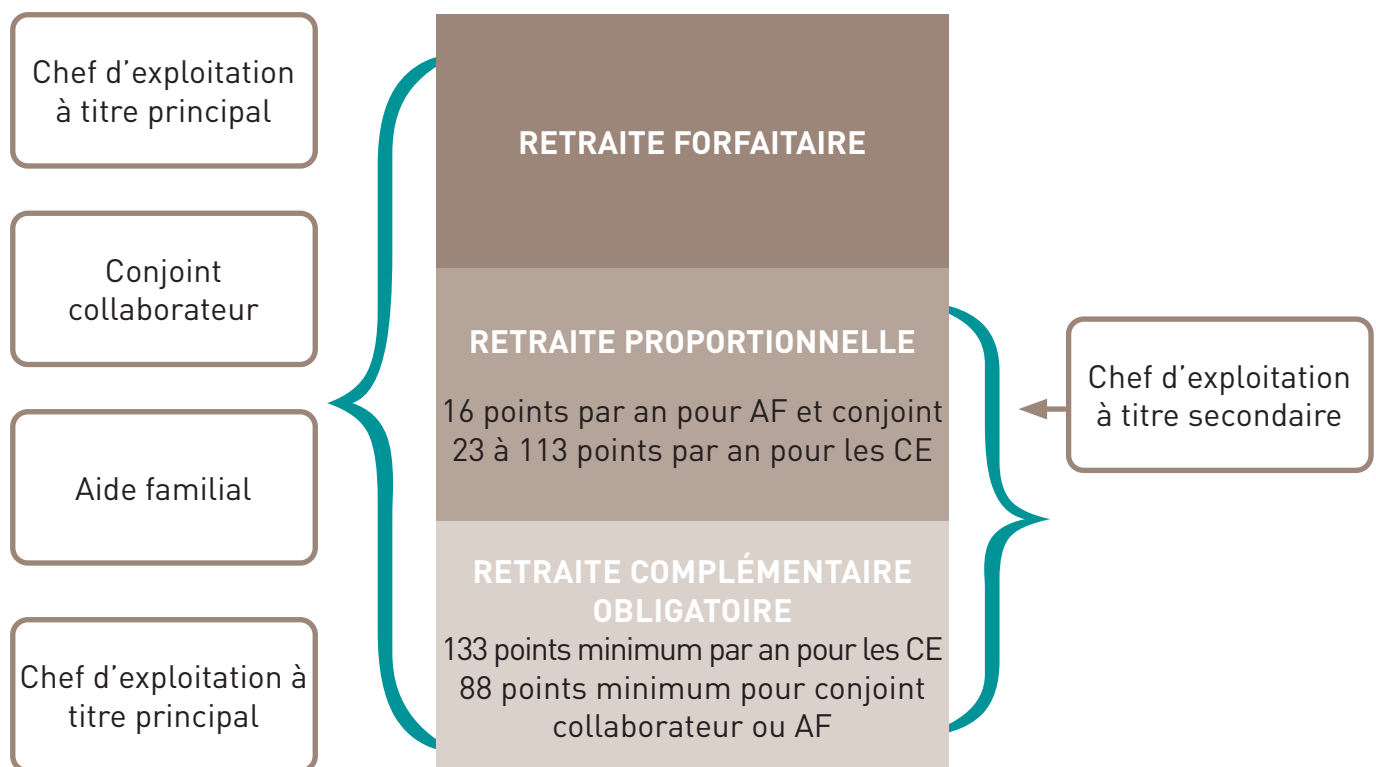 Chef d'exploitation
à titre principal
Conjoint
collaborateur
Aide familial
Chef d'exploitation à
titre principal
RETRAITE FORFAITAIRE
RETRAITE PROPORTIONNELLE
16 points par an pour AF et conjoint
23 à 113 points par an pour les CE
RETRAITE COMPLÉMENTAIRE
OBLIGATOIRE
133 points minimum par an pour les CE
88 points minimum pour conjoint
collaborateur ou AF
Chef d'exploitation
à titre secondaire